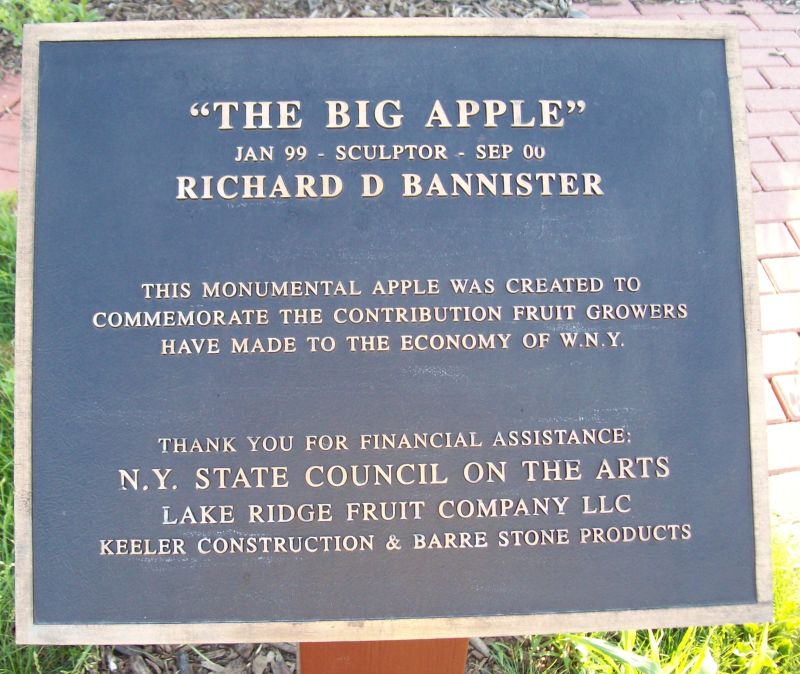 “THE BIG APPLE”
JAN 99 - SCULPTOR - SEP 00
RICHARD D BANNISTER
THIS MONUMENTAL APPLE WAS CREATED TO
COMMEMORATE THE CONTRIBUTION FRUIT GROWERS
HAVE MADE TO THE ECONOMY OF W.N.Y.
THANK YOU FOR FINANCIAL ASSISTANCE:
N.Y. STATE COUNCIL ON THE ARTS
LAKE RIDGE FRUIT COMPANY LLC
KEELER CONSTRUCTION & BARRE STONE PRODUCTS